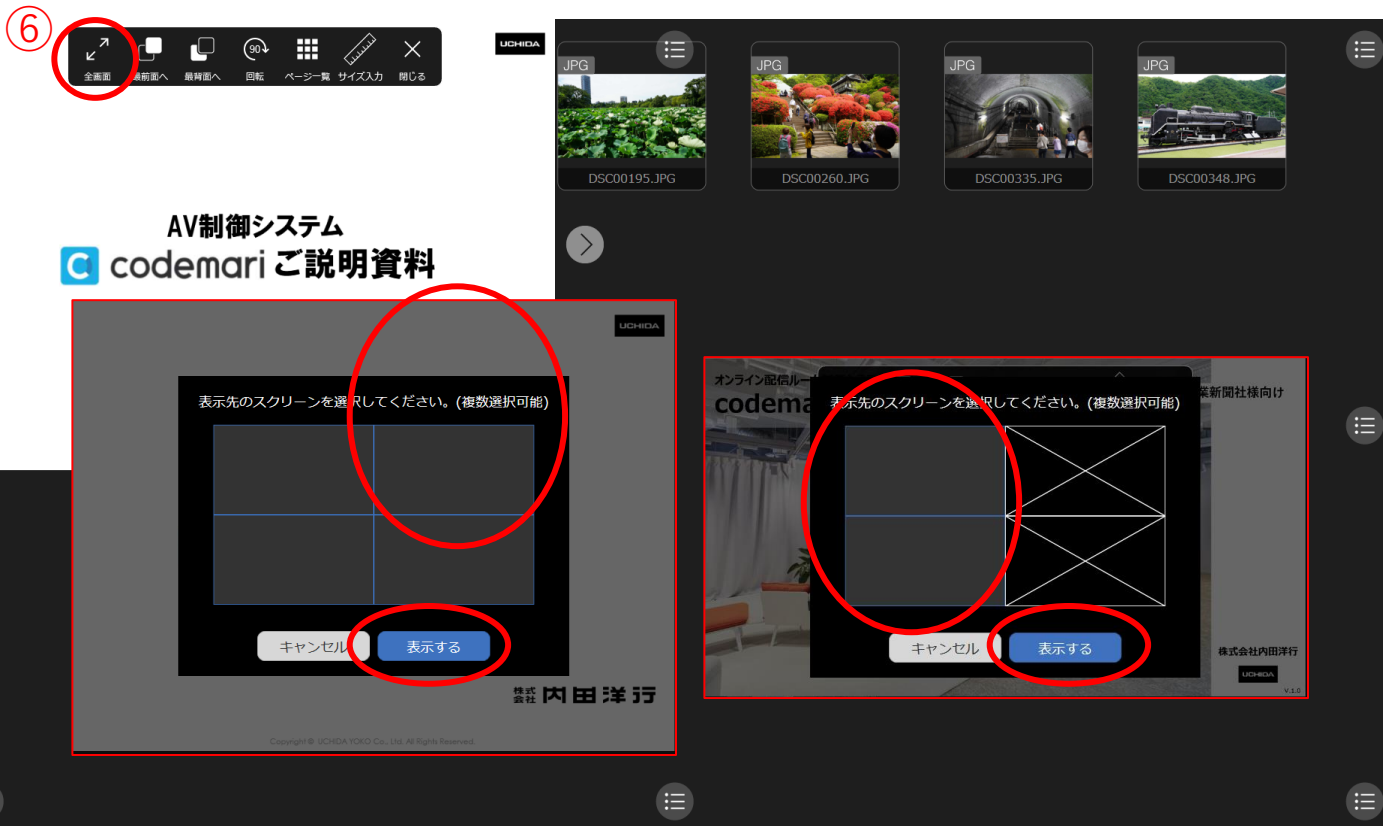 ⑥
全画面
最前面へ
最背面へ
90
回転
ページ一覧
サイズ入力
閉じる
UCHIDA
JPG
DSC00195.JPG
JPG
DSC00260.JPG
JPG
DSC00335.JPG
JPG
DSC00348.JPG
AV制御システム
codemari ご説明資料
UCHIDA
表示先のスクリーンを選択してください。(複数選択可能)
キャンセル
表示する
株式会社 内田洋行
Copyright © UCHIDA YOKO Co., Ltd. All Rights Reserved.
オンライン配信ルー
業新聞社様向け
codema
表示先のスクリーンを選択してください。(複数選択可能)
キャンセル
表示する
株式会社内田洋行
UCHIDA
V.1.0